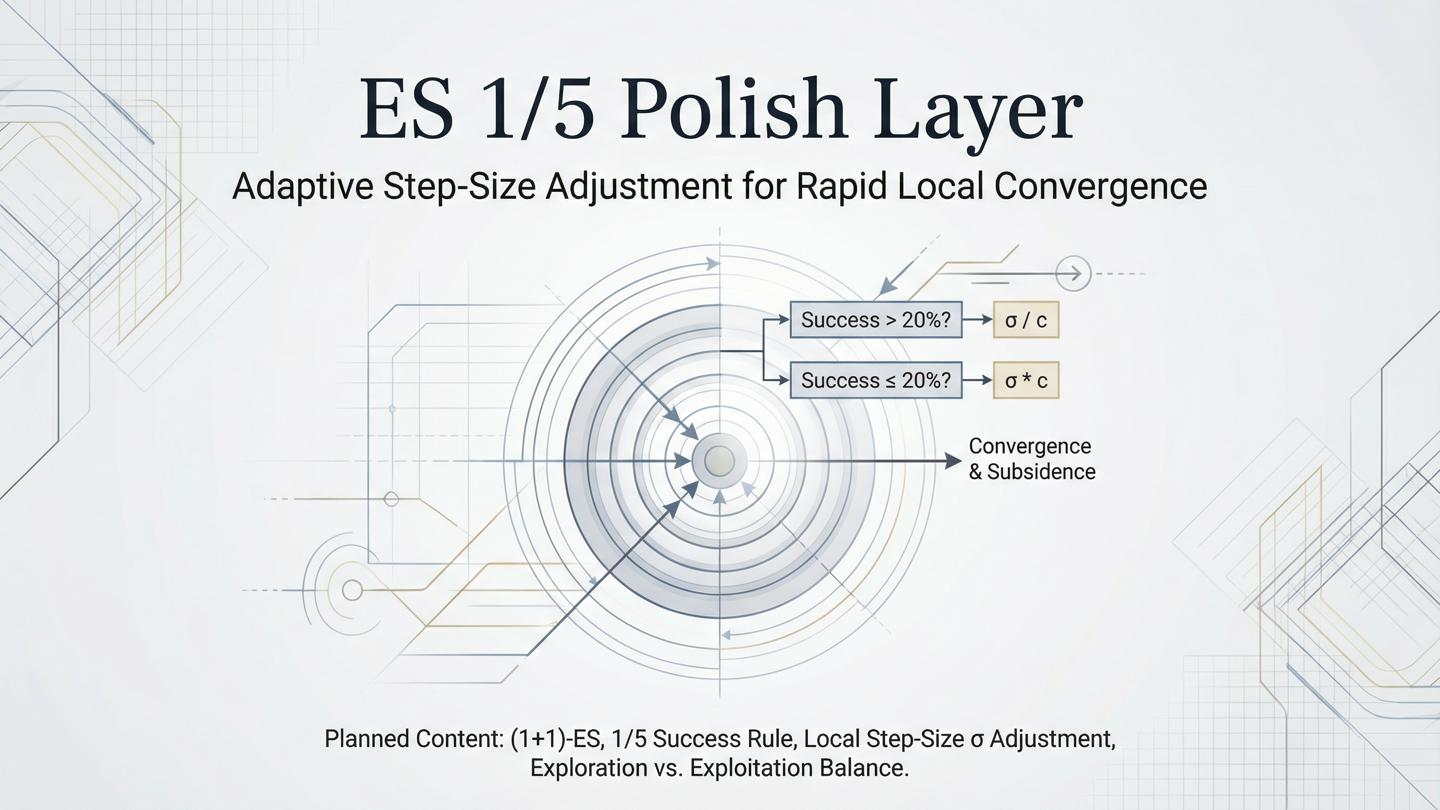 ES 1/5 Polish Layer
Adaptive Step-Size Adjustment for Rapid Local Convergence
Success > 20%?
σ / c
Success ≤ 20%?
σ * c
Convergence
& Subsidence
Planned Content: (1+1)-ES, 1/5 Success Rule, Local Step-Size σ Adjustment,
Exploration vs. Exploitation Balance.